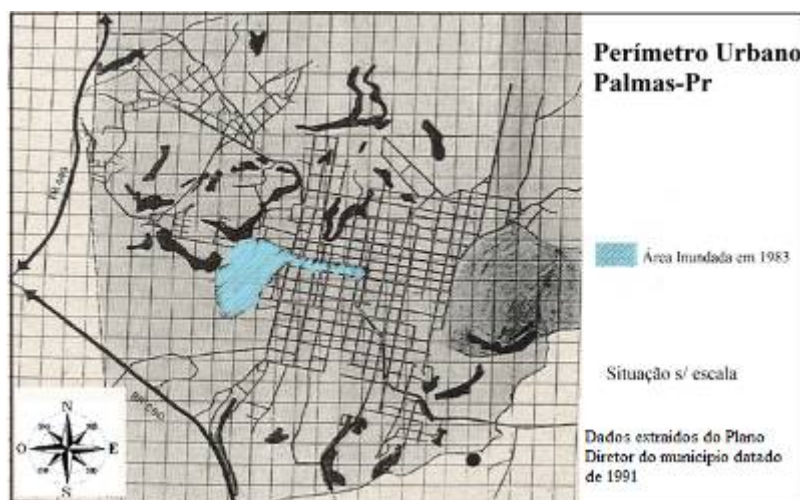 Perímetro Urbano
Palmas-Pr
Área Inundada em 1983
Situação s/ escala
Dados extraídos do Plano
Diretor do município datado
de 1991
N
O
E
S